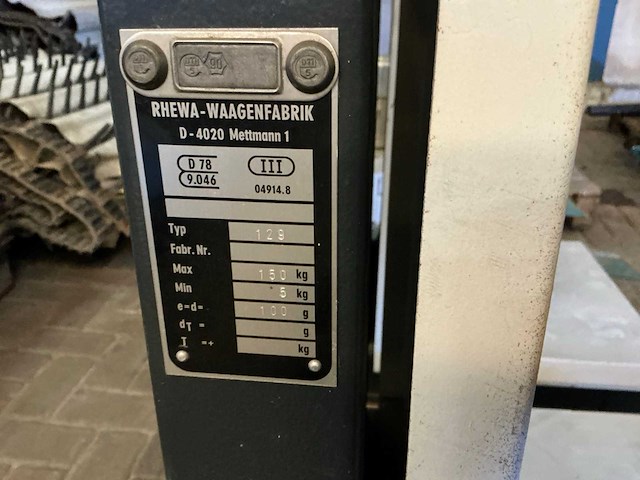 RHEWA-WAAGENFABRIK
D-4020 Mettmann 1
D 78 III
9.046 04914.8
Typ 128
Fabr. Nr.
Max 150 kg
Min 5 kg
e=d= 100 g
dT = g
T =+ kg